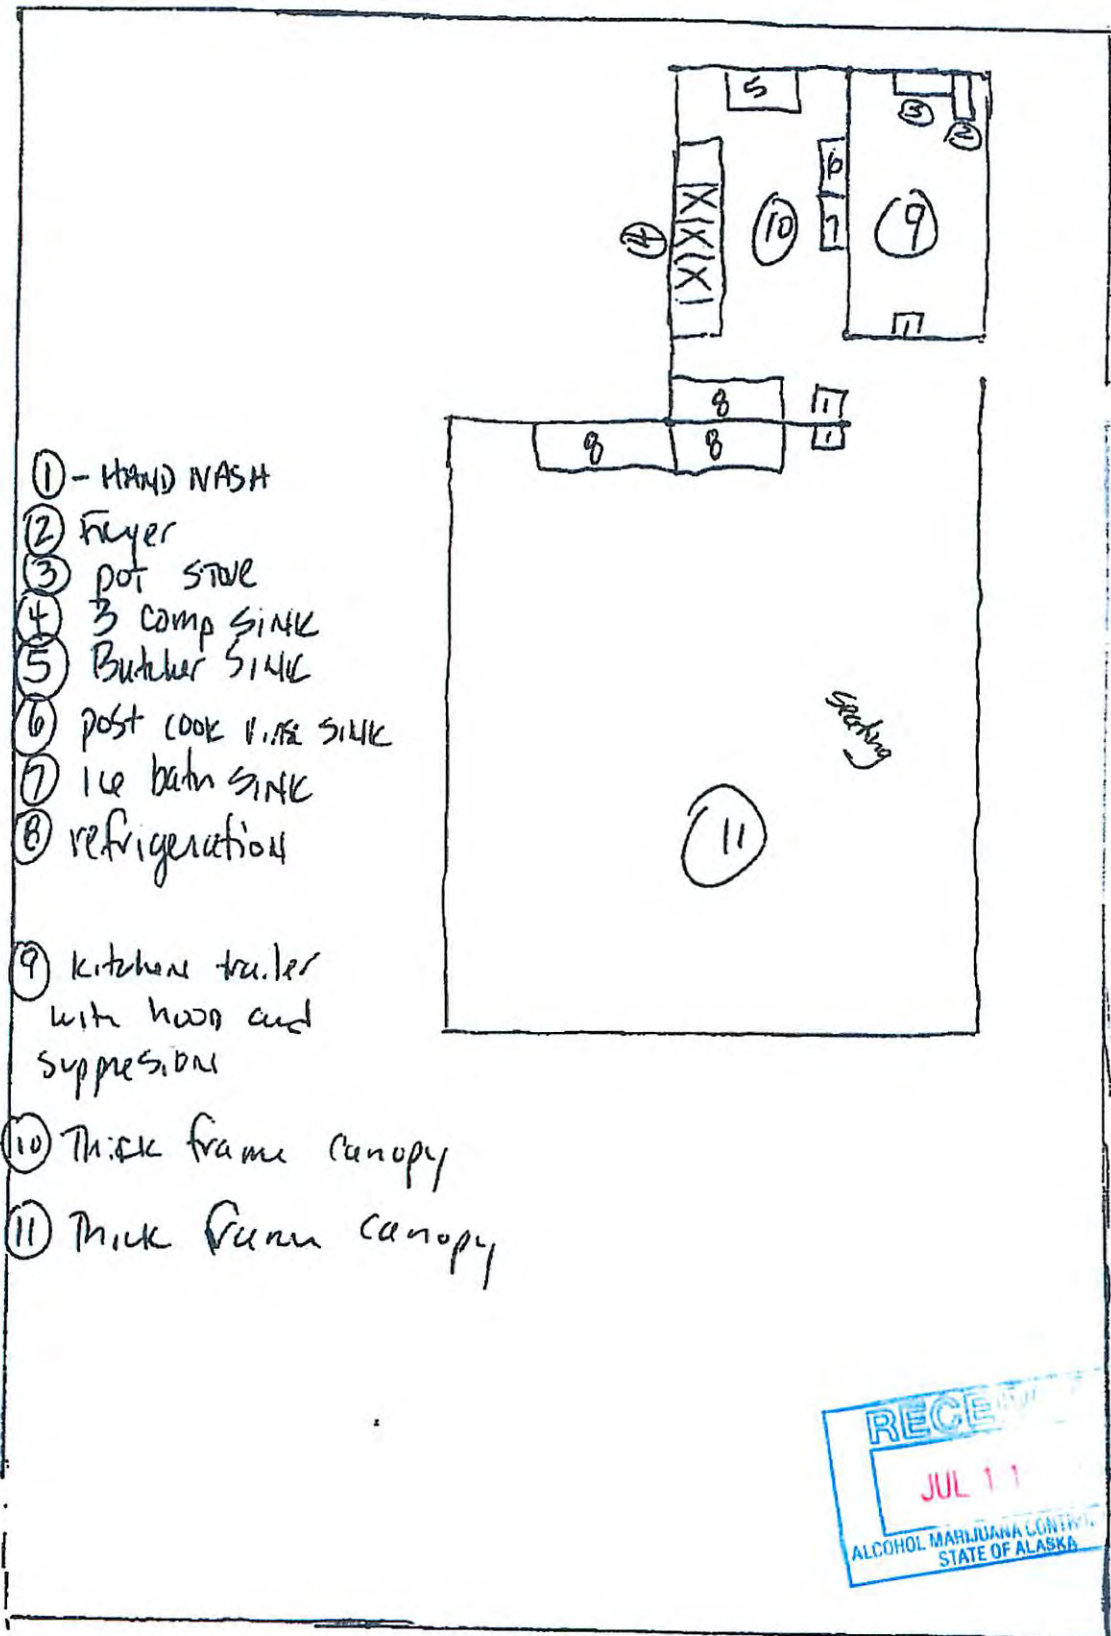 5
3
2
6
4
7
10
9
1
8
1
8
8
1
1 - HAND WASH
2 Fryer
3 pot stove
4 3 comp SINK
5 Butcher SINK
6 post cook rinse SINK
7 Ice bath SINK
8 refrigeration
seating
11
9 kitchen trailer
with hood and
suppresion
10 Thick frame canopy
11 Thick frame canopy
JUL 11
ALCOHOL MARIJUANA
STATE OF ALASKA